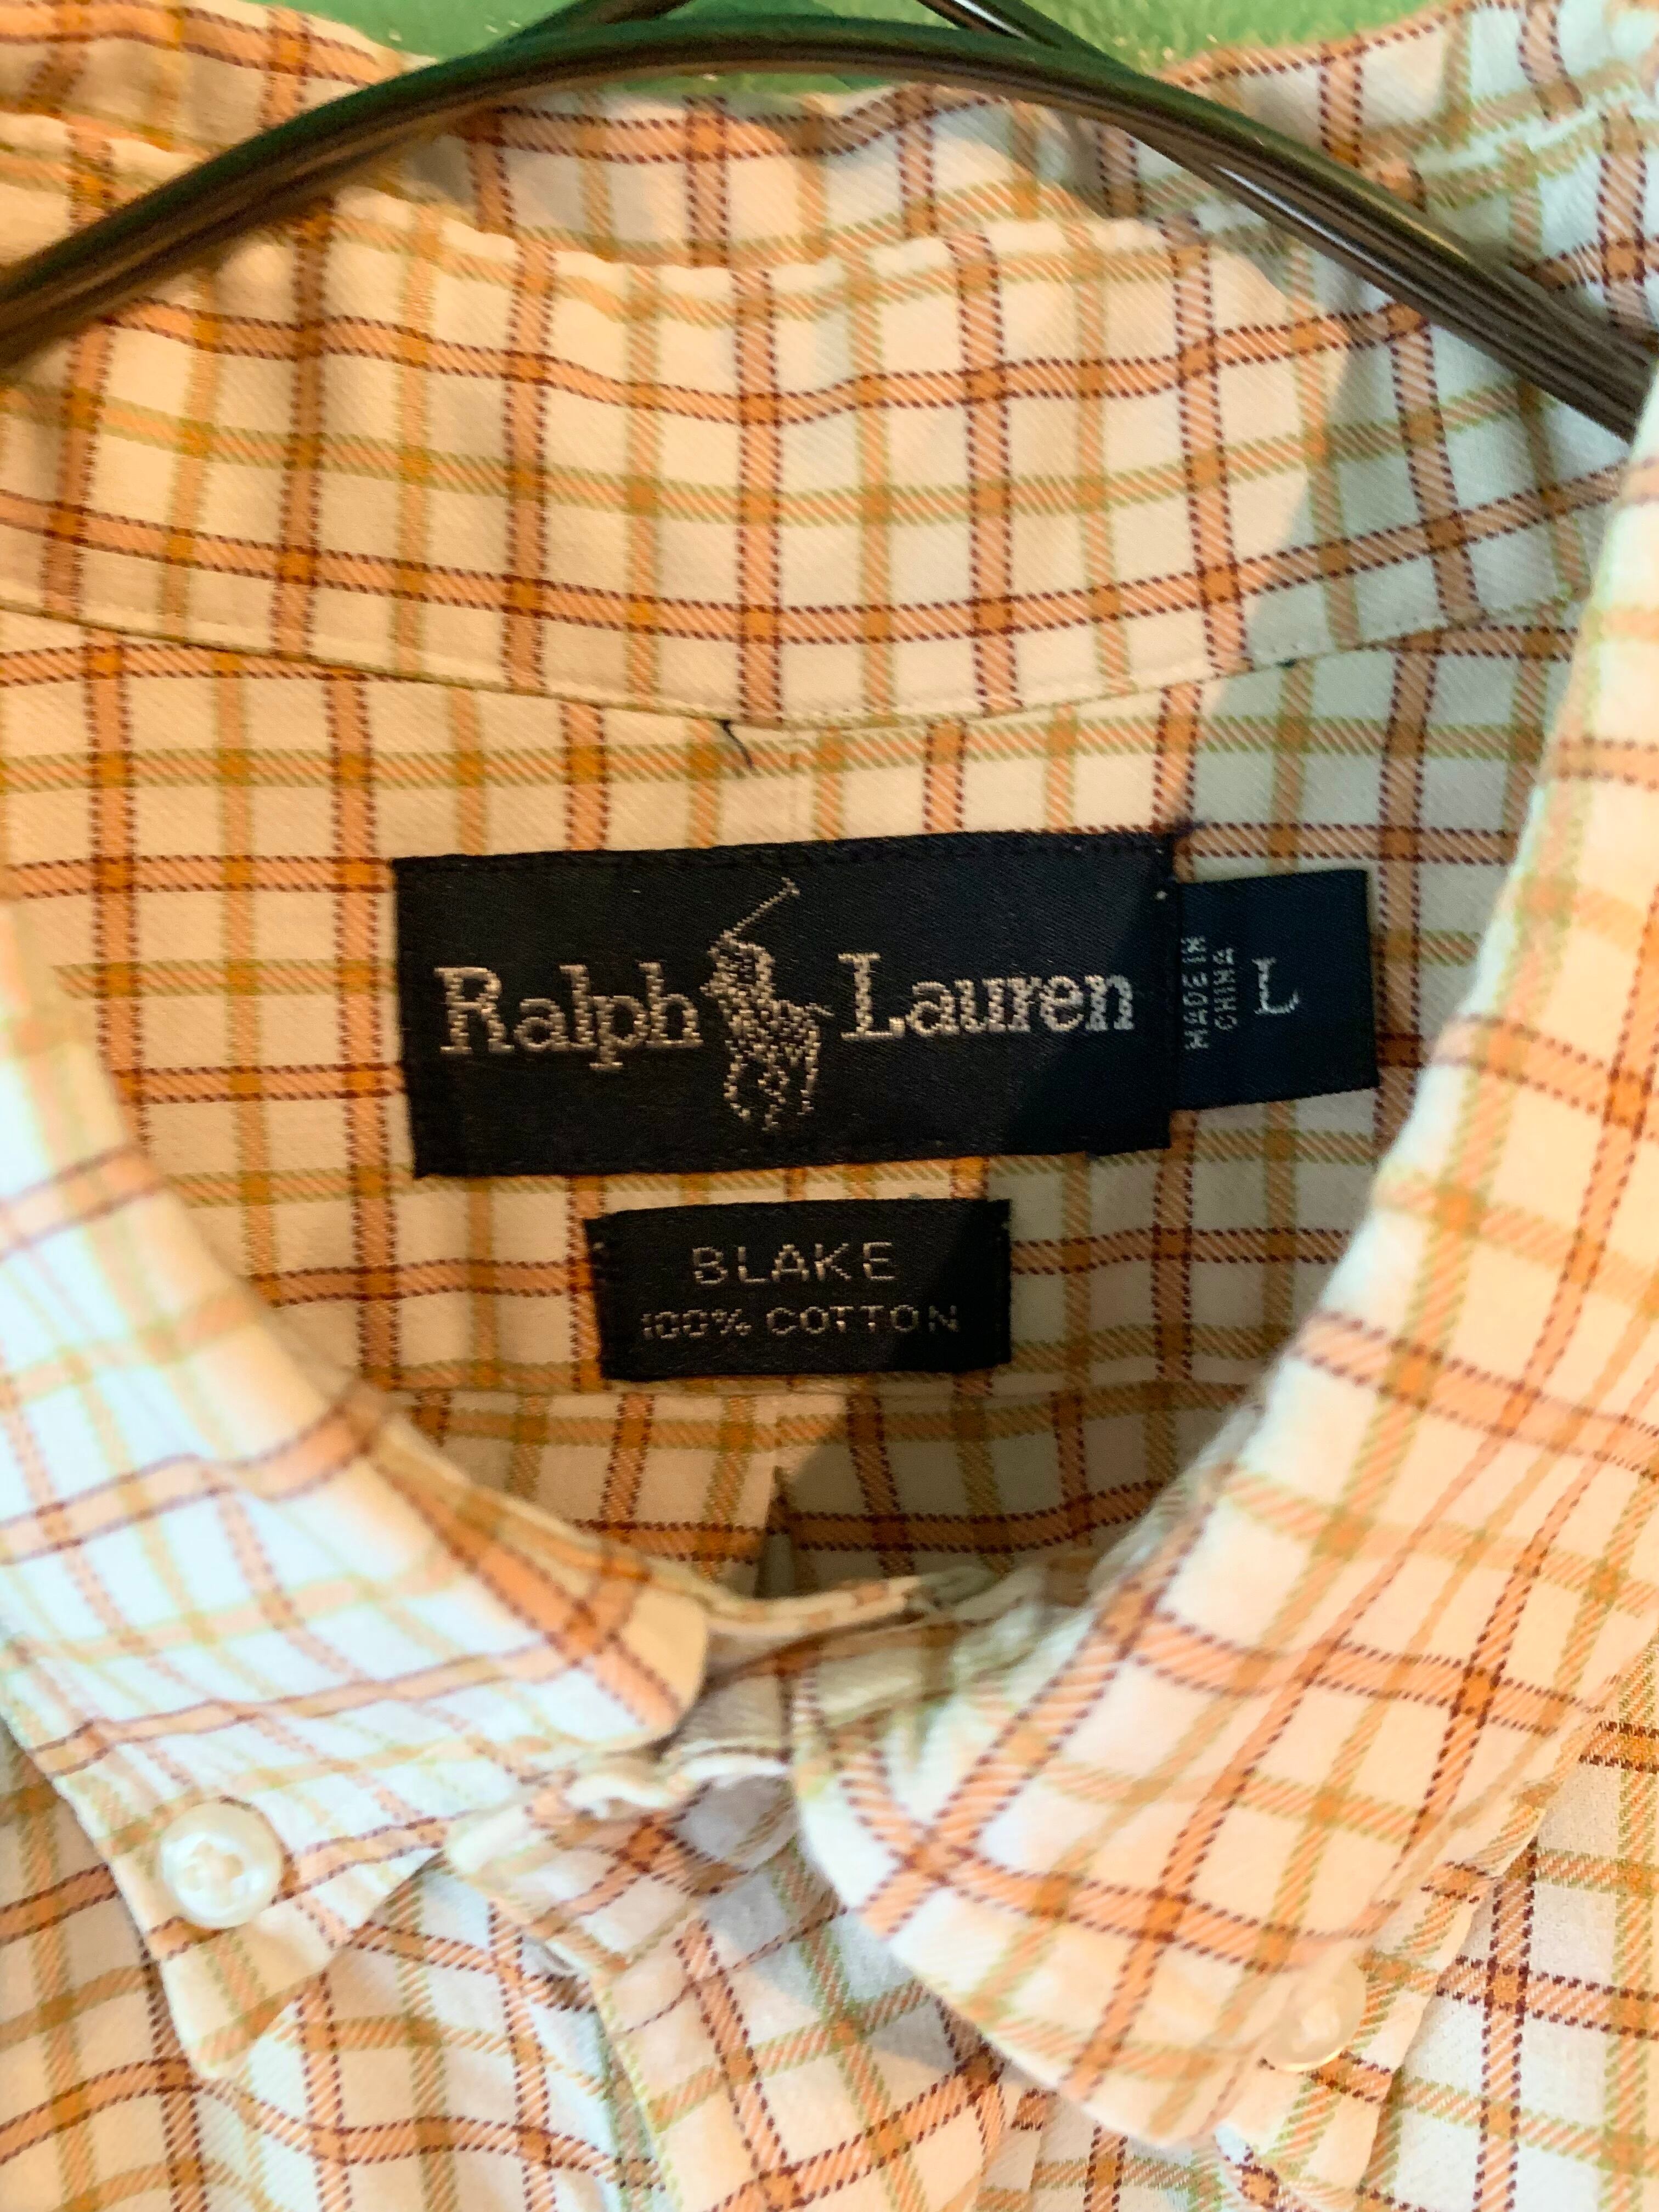 Ralph Lauren
MADE IN
CHINA
L
BLAKE
100% COTTON